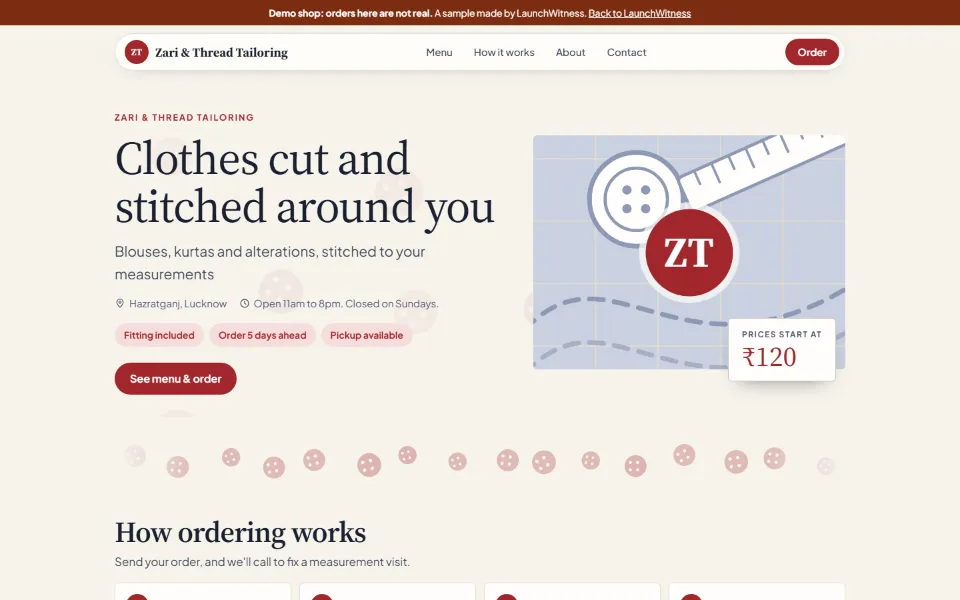 Demo shop: orders here are not real. A sample made by LaunchWitness. Back to LaunchWitness
ZT Zari & Thread Tailoring Menu How it works About Contact Order
ZARI & THREAD TAILORING
Clothes cut and
stitched around you
Blouses, kurtas and alterations, stitched to your
measurements
Hazratganj, Lucknow Open 11am to 8pm. Closed on Sundays.
Fitting included Order 5 days ahead Pickup available
See menu & order
ZT
PRICES START AT
₹120
How ordering works
Send your order, and we'll call to fix a measurement visit.